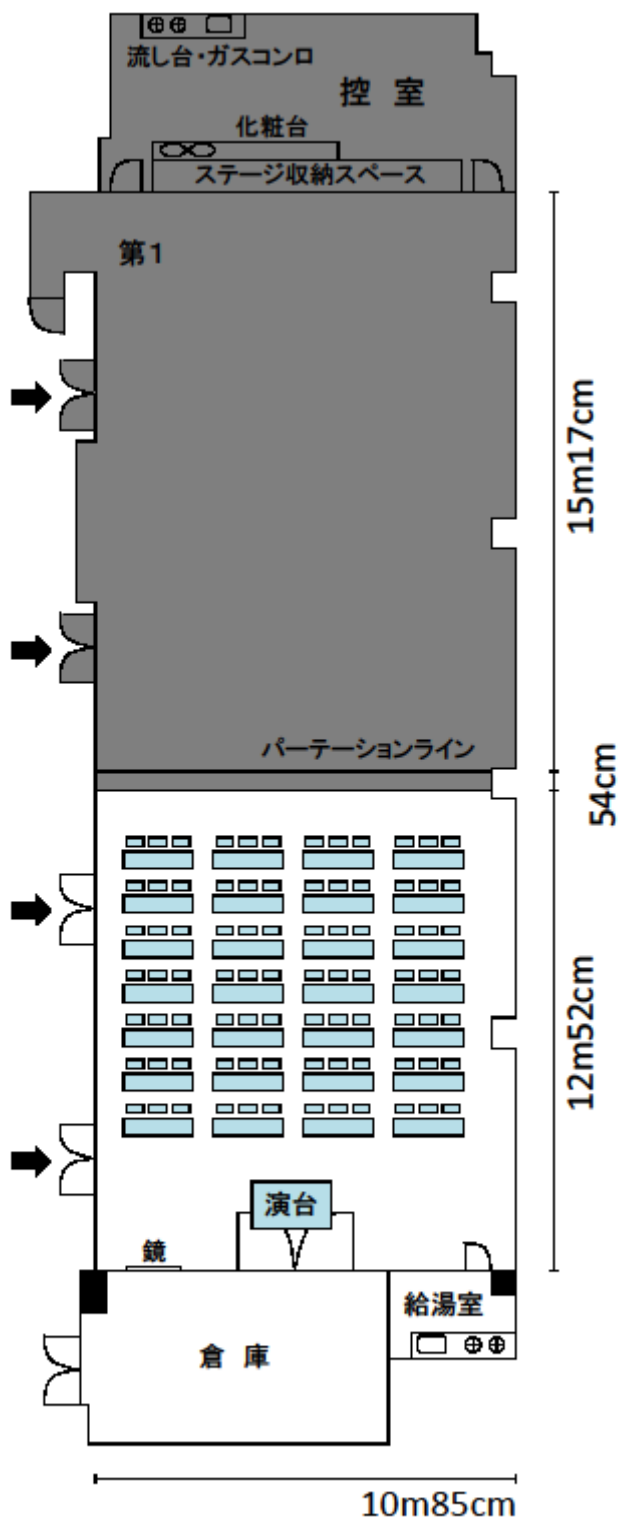 流し台・ガスコンロ
控 室
化粧台
ステージ収納スペース
第1
15m17cm
パーテーションライン
54cm
12m52cm
演台
鏡
給湯室
倉 庫
10m85cm